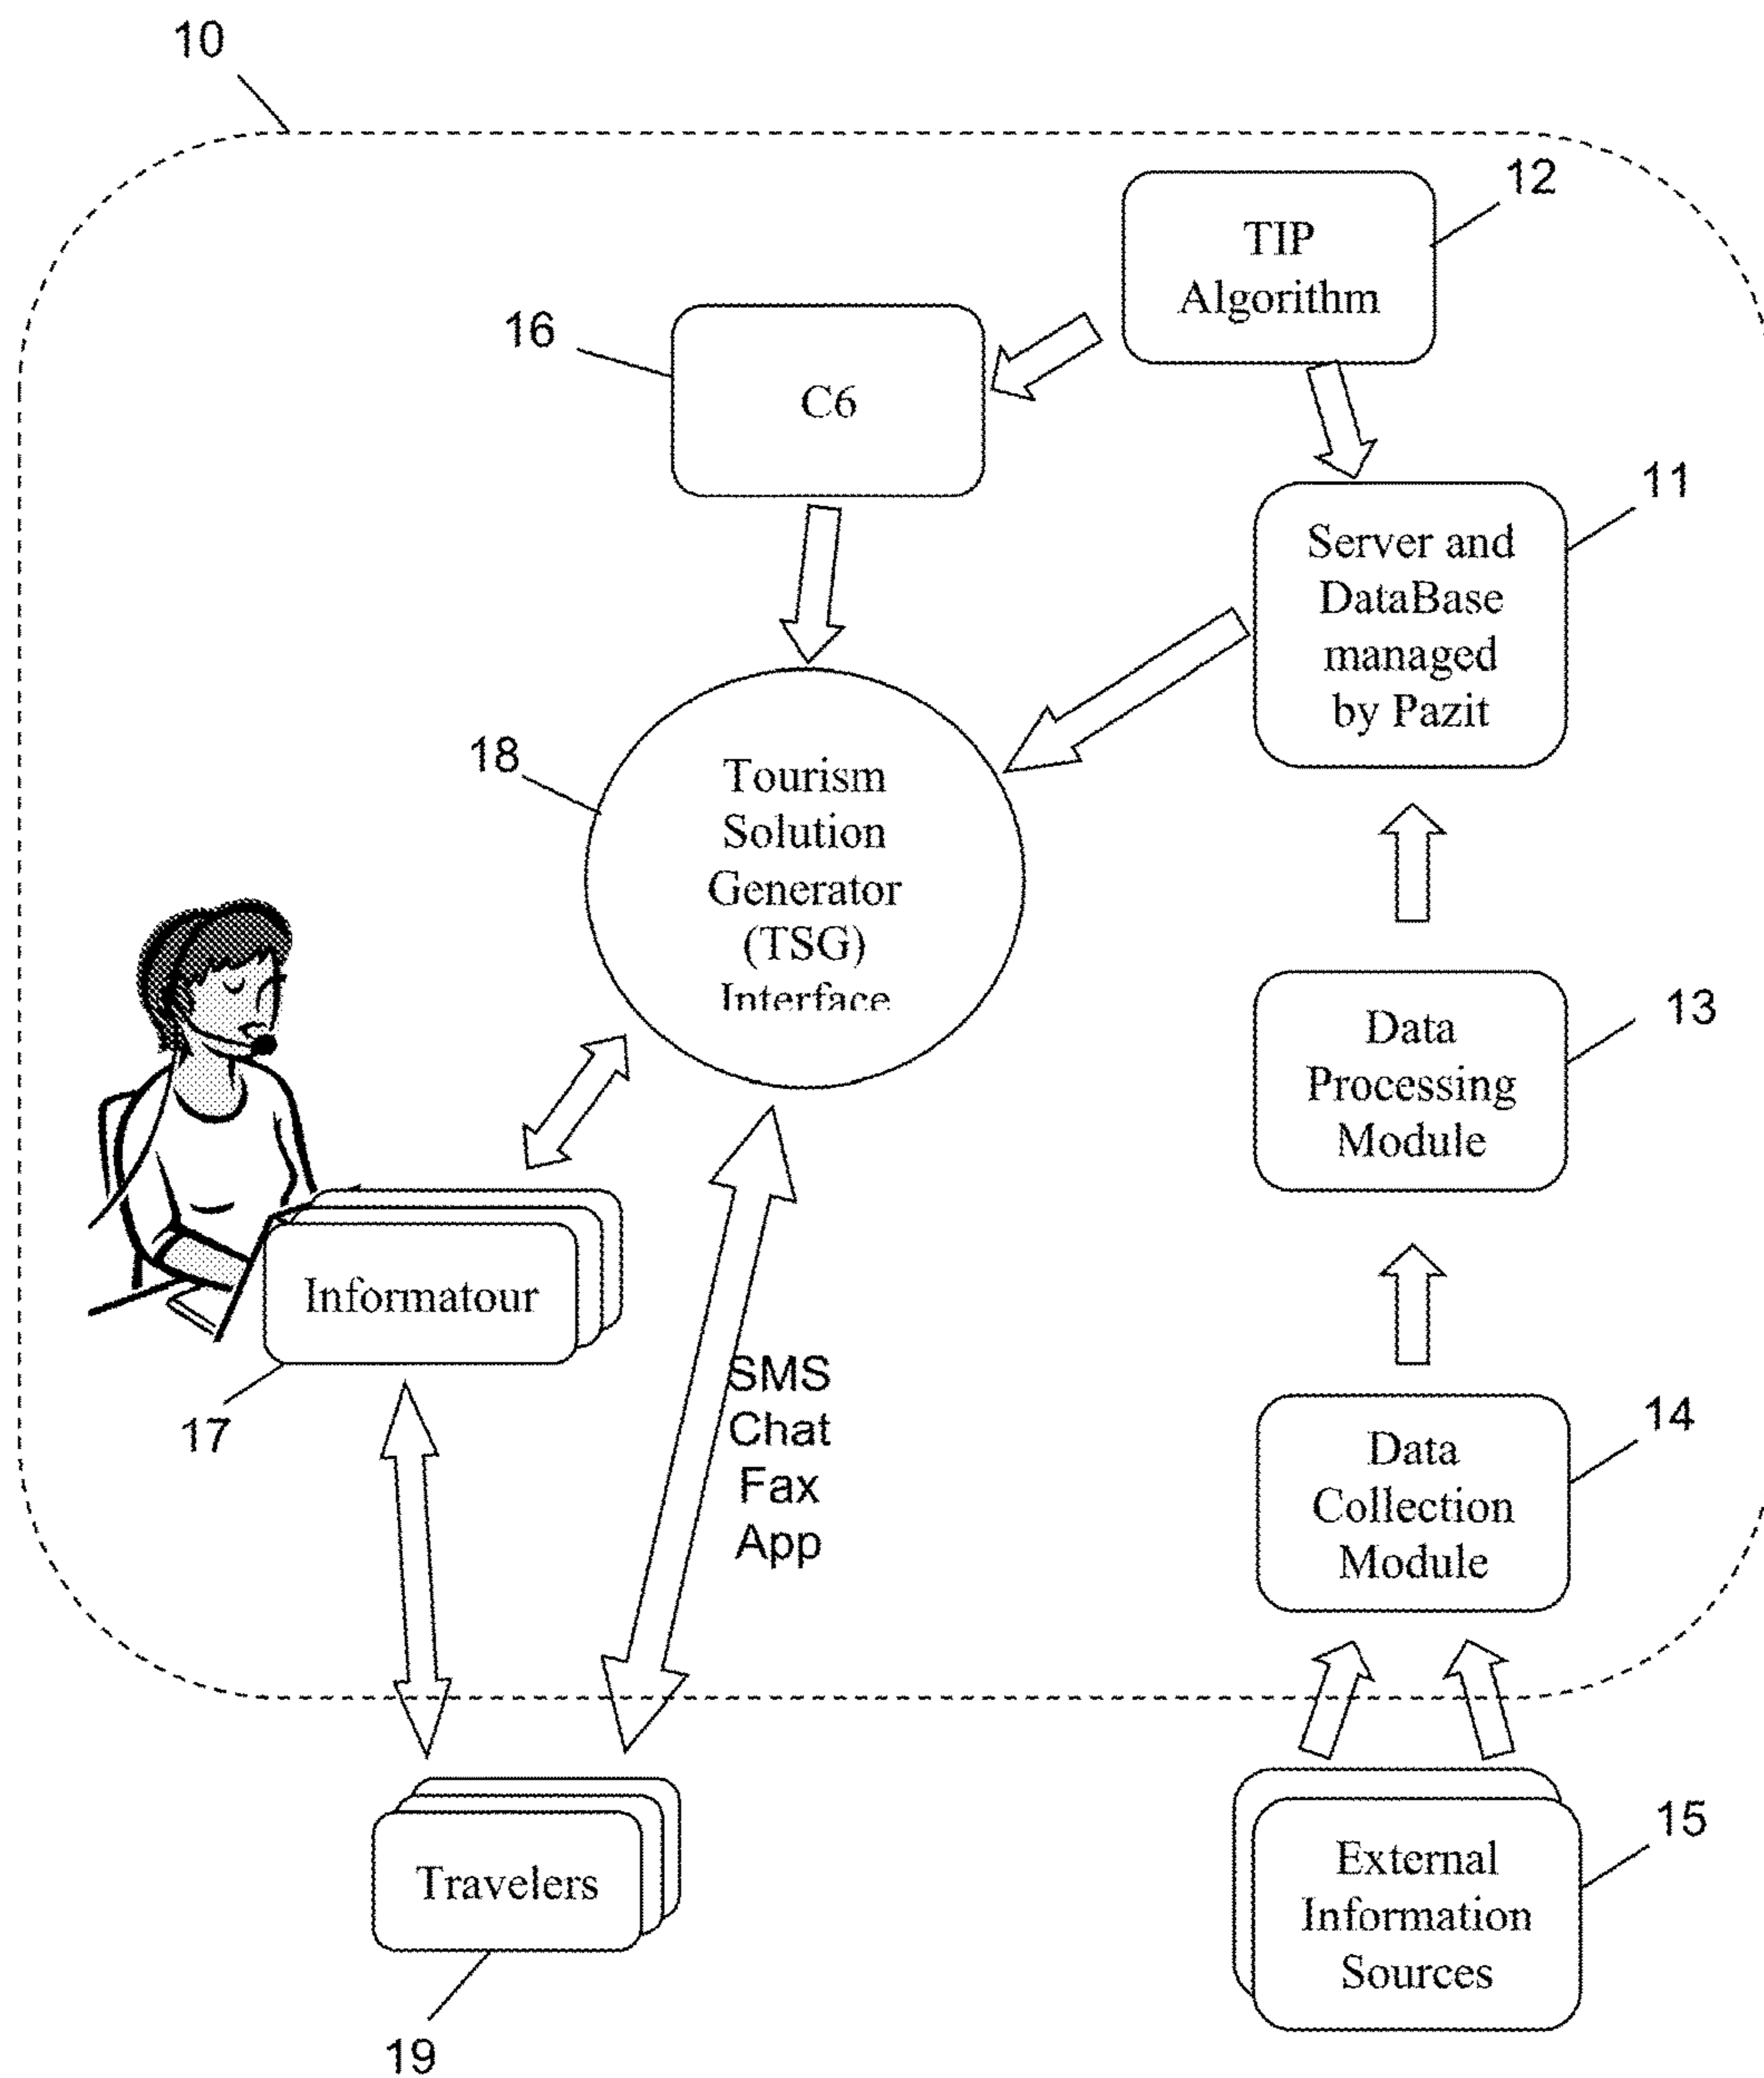 10
12
TIP
Algorithm
16
C6
11
Server and
DataBase
managed
by Pazit
18
Tourism
Solution
Generator
(TSG)
Interface
13
Data
Processing
Module
Informatour
17
SMS
Chat
Fax
App
14
Data
Collection
Module
15
External
Information
Sources
Travelers
19